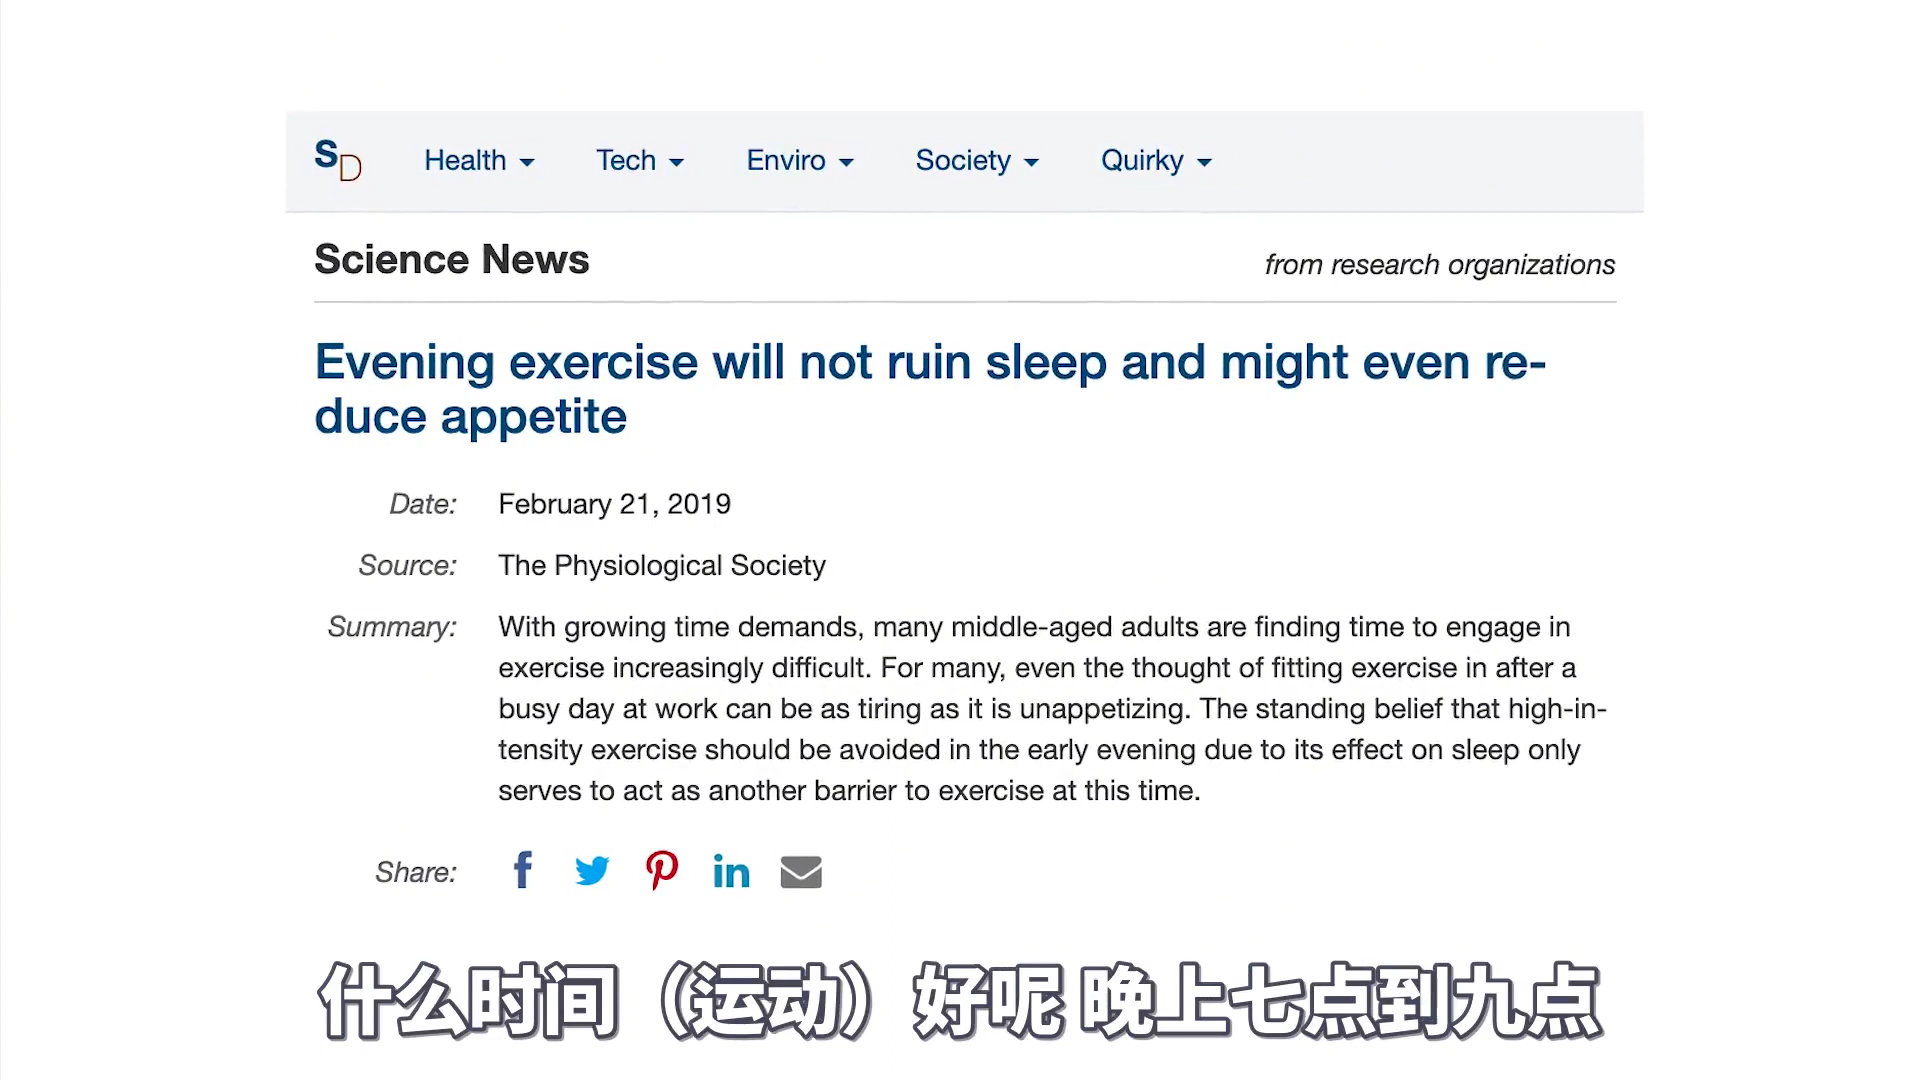 SD Health Tech Enviro Society Quirky
Science News from research organizations
Evening exercise will not ruin sleep and might even re-
duce appetite
Date: February 21, 2019
Source: The Physiological Society
Summary: With growing time demands, many middle-aged adults are finding time to engage in
exercise increasingly difficult. For many, even the thought of fitting exercise in after a
busy day at work can be as tiring as it is unappetizing. The standing belief that high-in-
tensity exercise should be avoided in the early evening due to its effect on sleep only
serves to act as another barrier to exercise at this time.
Share: f in
什么时间（运动）好呢 晚上七点到九点